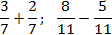 3/7 + 2/7; 8/11 − 5/11